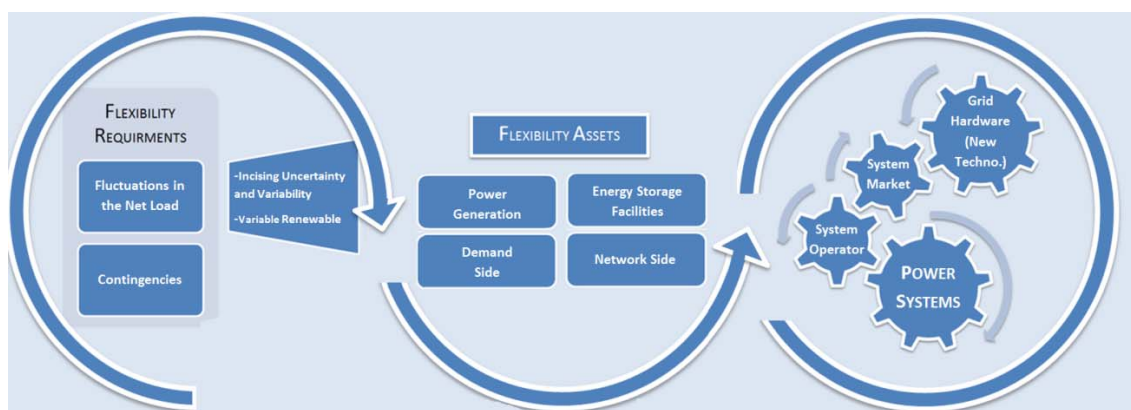 FLEXIBILITY
REQUIRMENTS
Fluctuations in
the Net Load
Contingencies
-Incising Uncertainty
and Variability
-Variable Renewable
FLEXIBILITY ASSETS
Power
Generation
Energy Storage
Facilities
Demand
Side
Network Side
Grid
Hardware
(New
Techno.)
System
Market
System
Operator
POWER
SYSTEMS